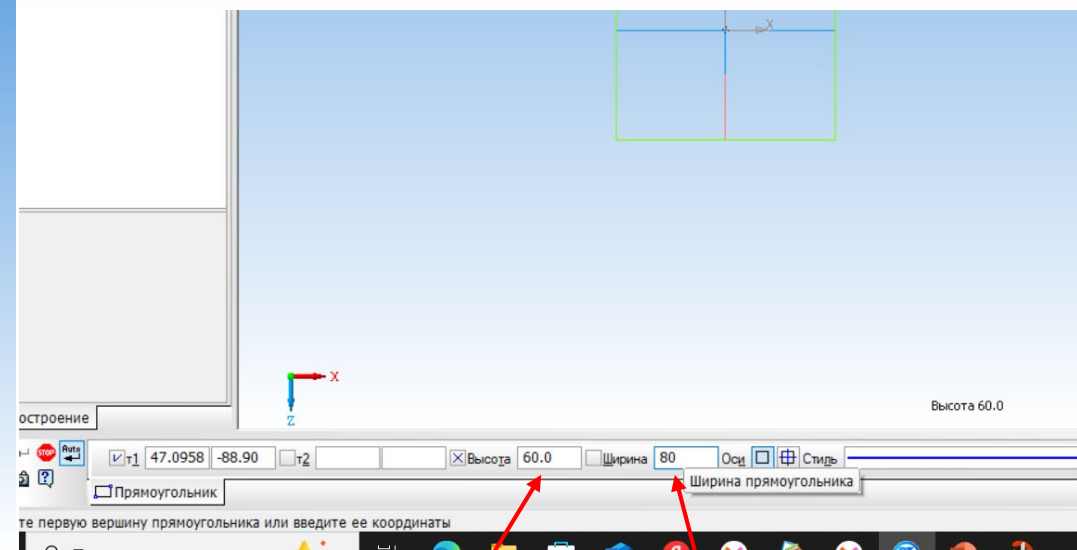 X
X
Z
Высота 60.0
остроение
STOP Auto т1 47.0958 -88.90 т2 Высота 60.0 Ширина 80 Оси Стиль
Ширина прямоугольника
Прямоугольник
те первую вершину прямоугольника или введите ее координаты